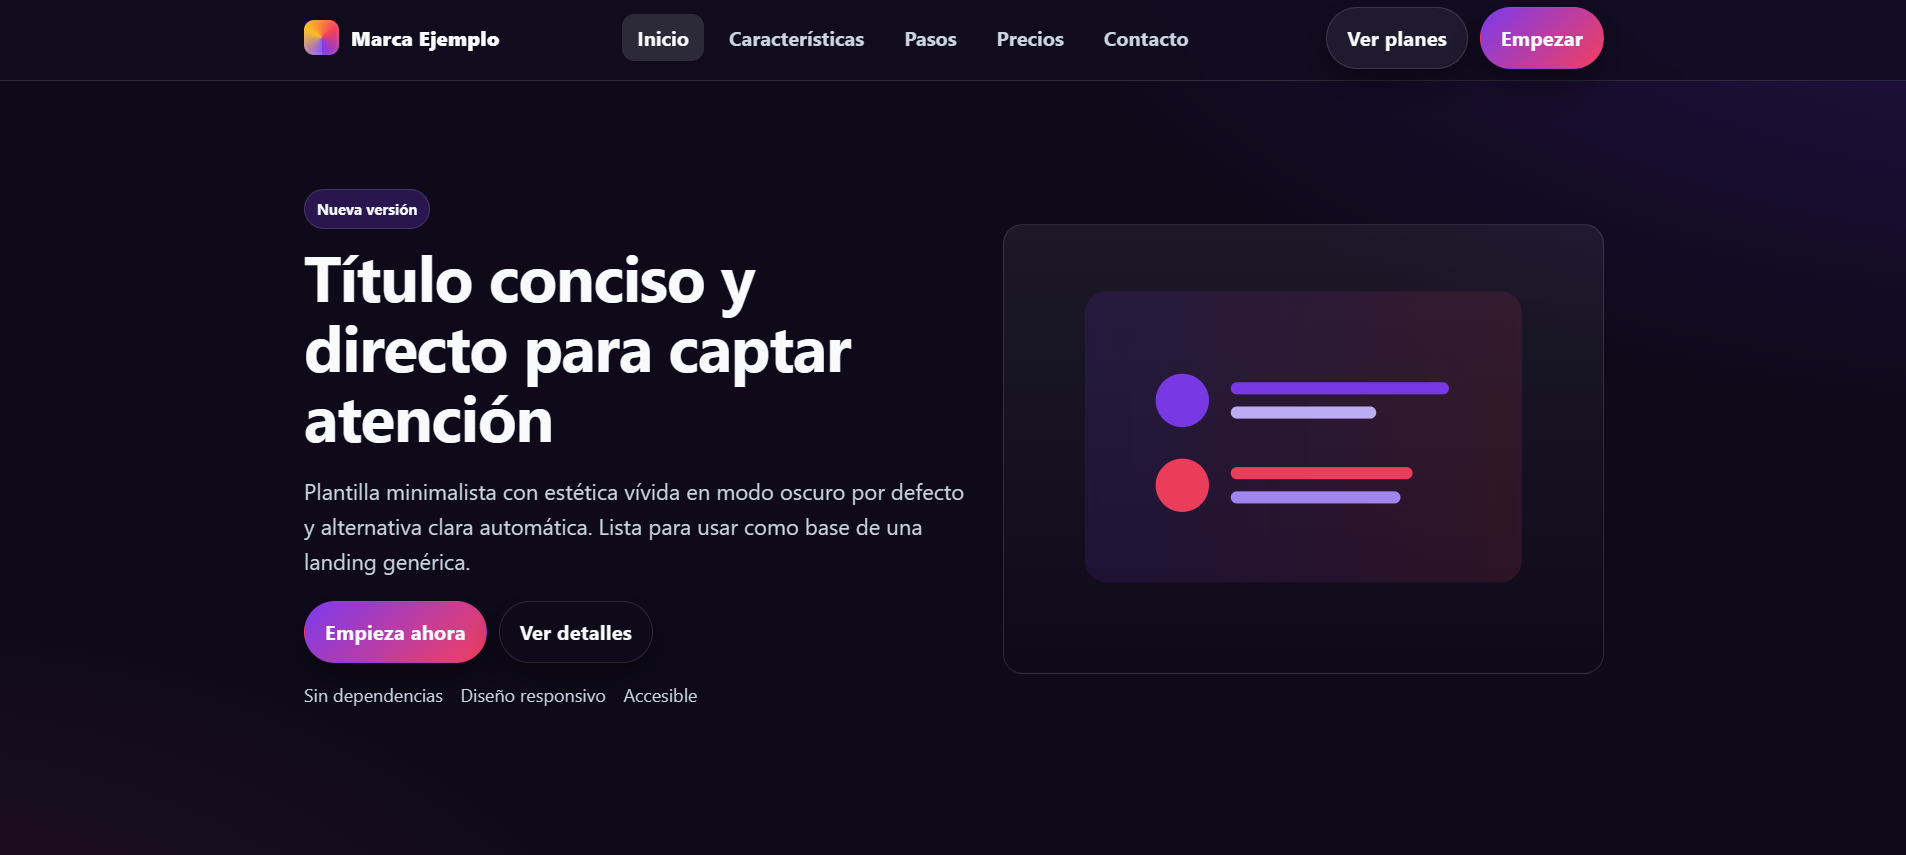 Marca Ejemplo
Inicio
Características
Pasos
Precios
Contacto
Ver planes
Empezar
Nueva versión
Título conciso y
directo para captar
atención
Plantilla minimalista con estética vívida en modo oscuro por defecto
y alternativa clara automática. Lista para usar como base de una
landing genérica.
Empieza ahora
Ver detalles
Sin dependencias
Diseño responsivo
Accesible